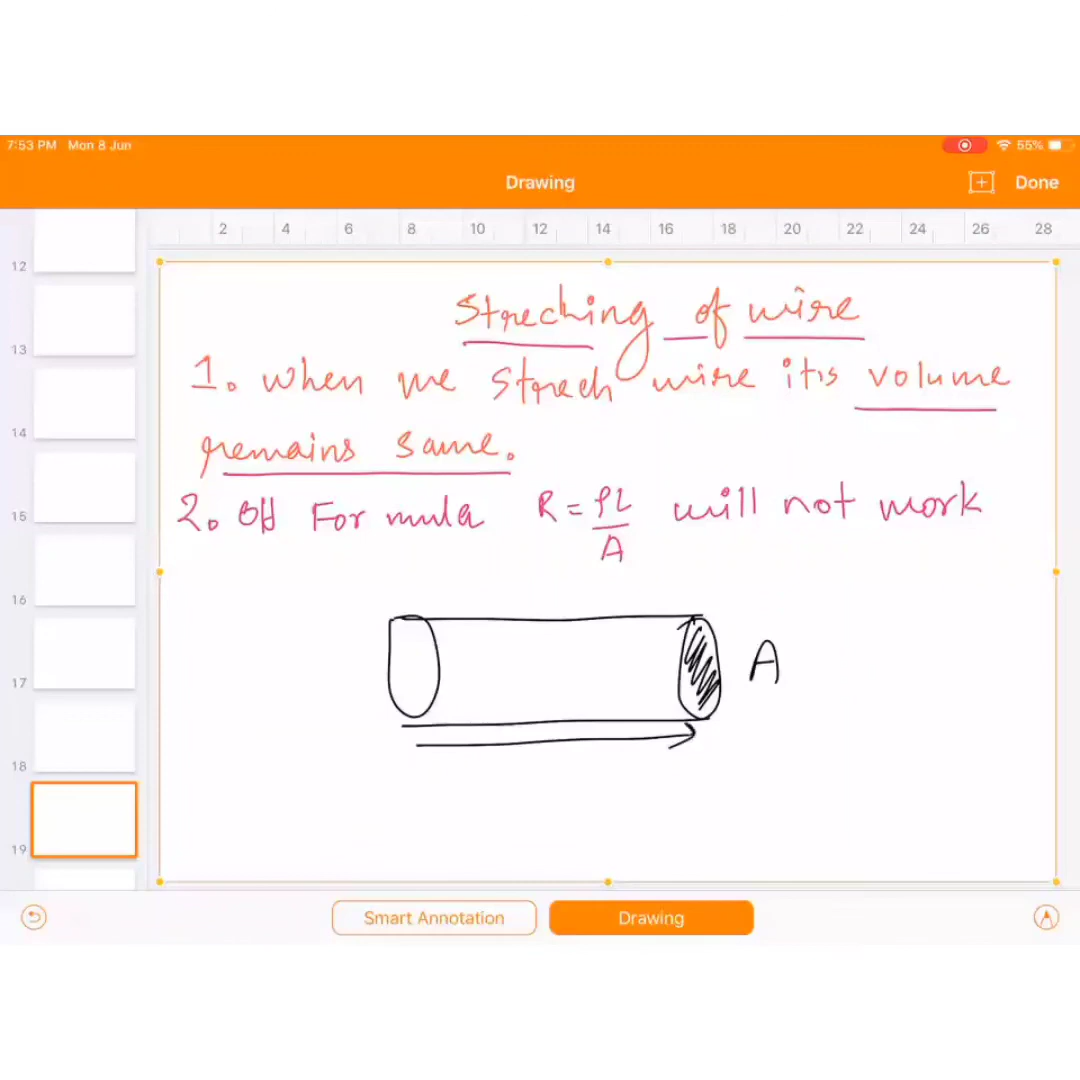 7:53 PM Mon 8 Jun 55%
Drawing Done
2 4 6 8 10 12 14 16 18 20 22 24 26 28
12
13
14
15
16
17
18
19
Streching of wire
1. When we strech wire its volume
remains same.
2. Formula R = ρL/A will not work
A
Smart Annotation Drawing